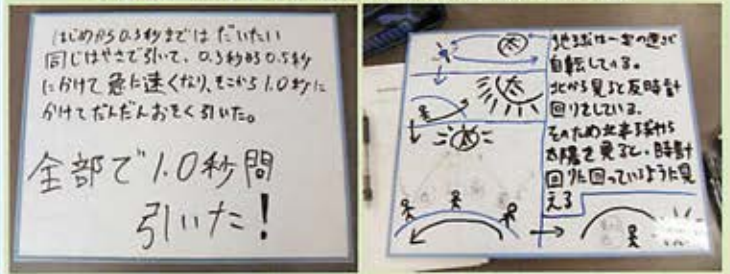 はじめから0.3秒まではだいたい
同じはやさで引いて、0.3秒から0.5秒
にかけて急に速くなり、そこから1.0秒に
かけてだんだんおそく引いた。
全部で1.0秒間
引いた!
地球は一定の速さで
自転している。
北から見ると反時計
回りをしている。
そのため北半球から
太陽を見ると、時計
回りに回っているように見
える
太
太
太